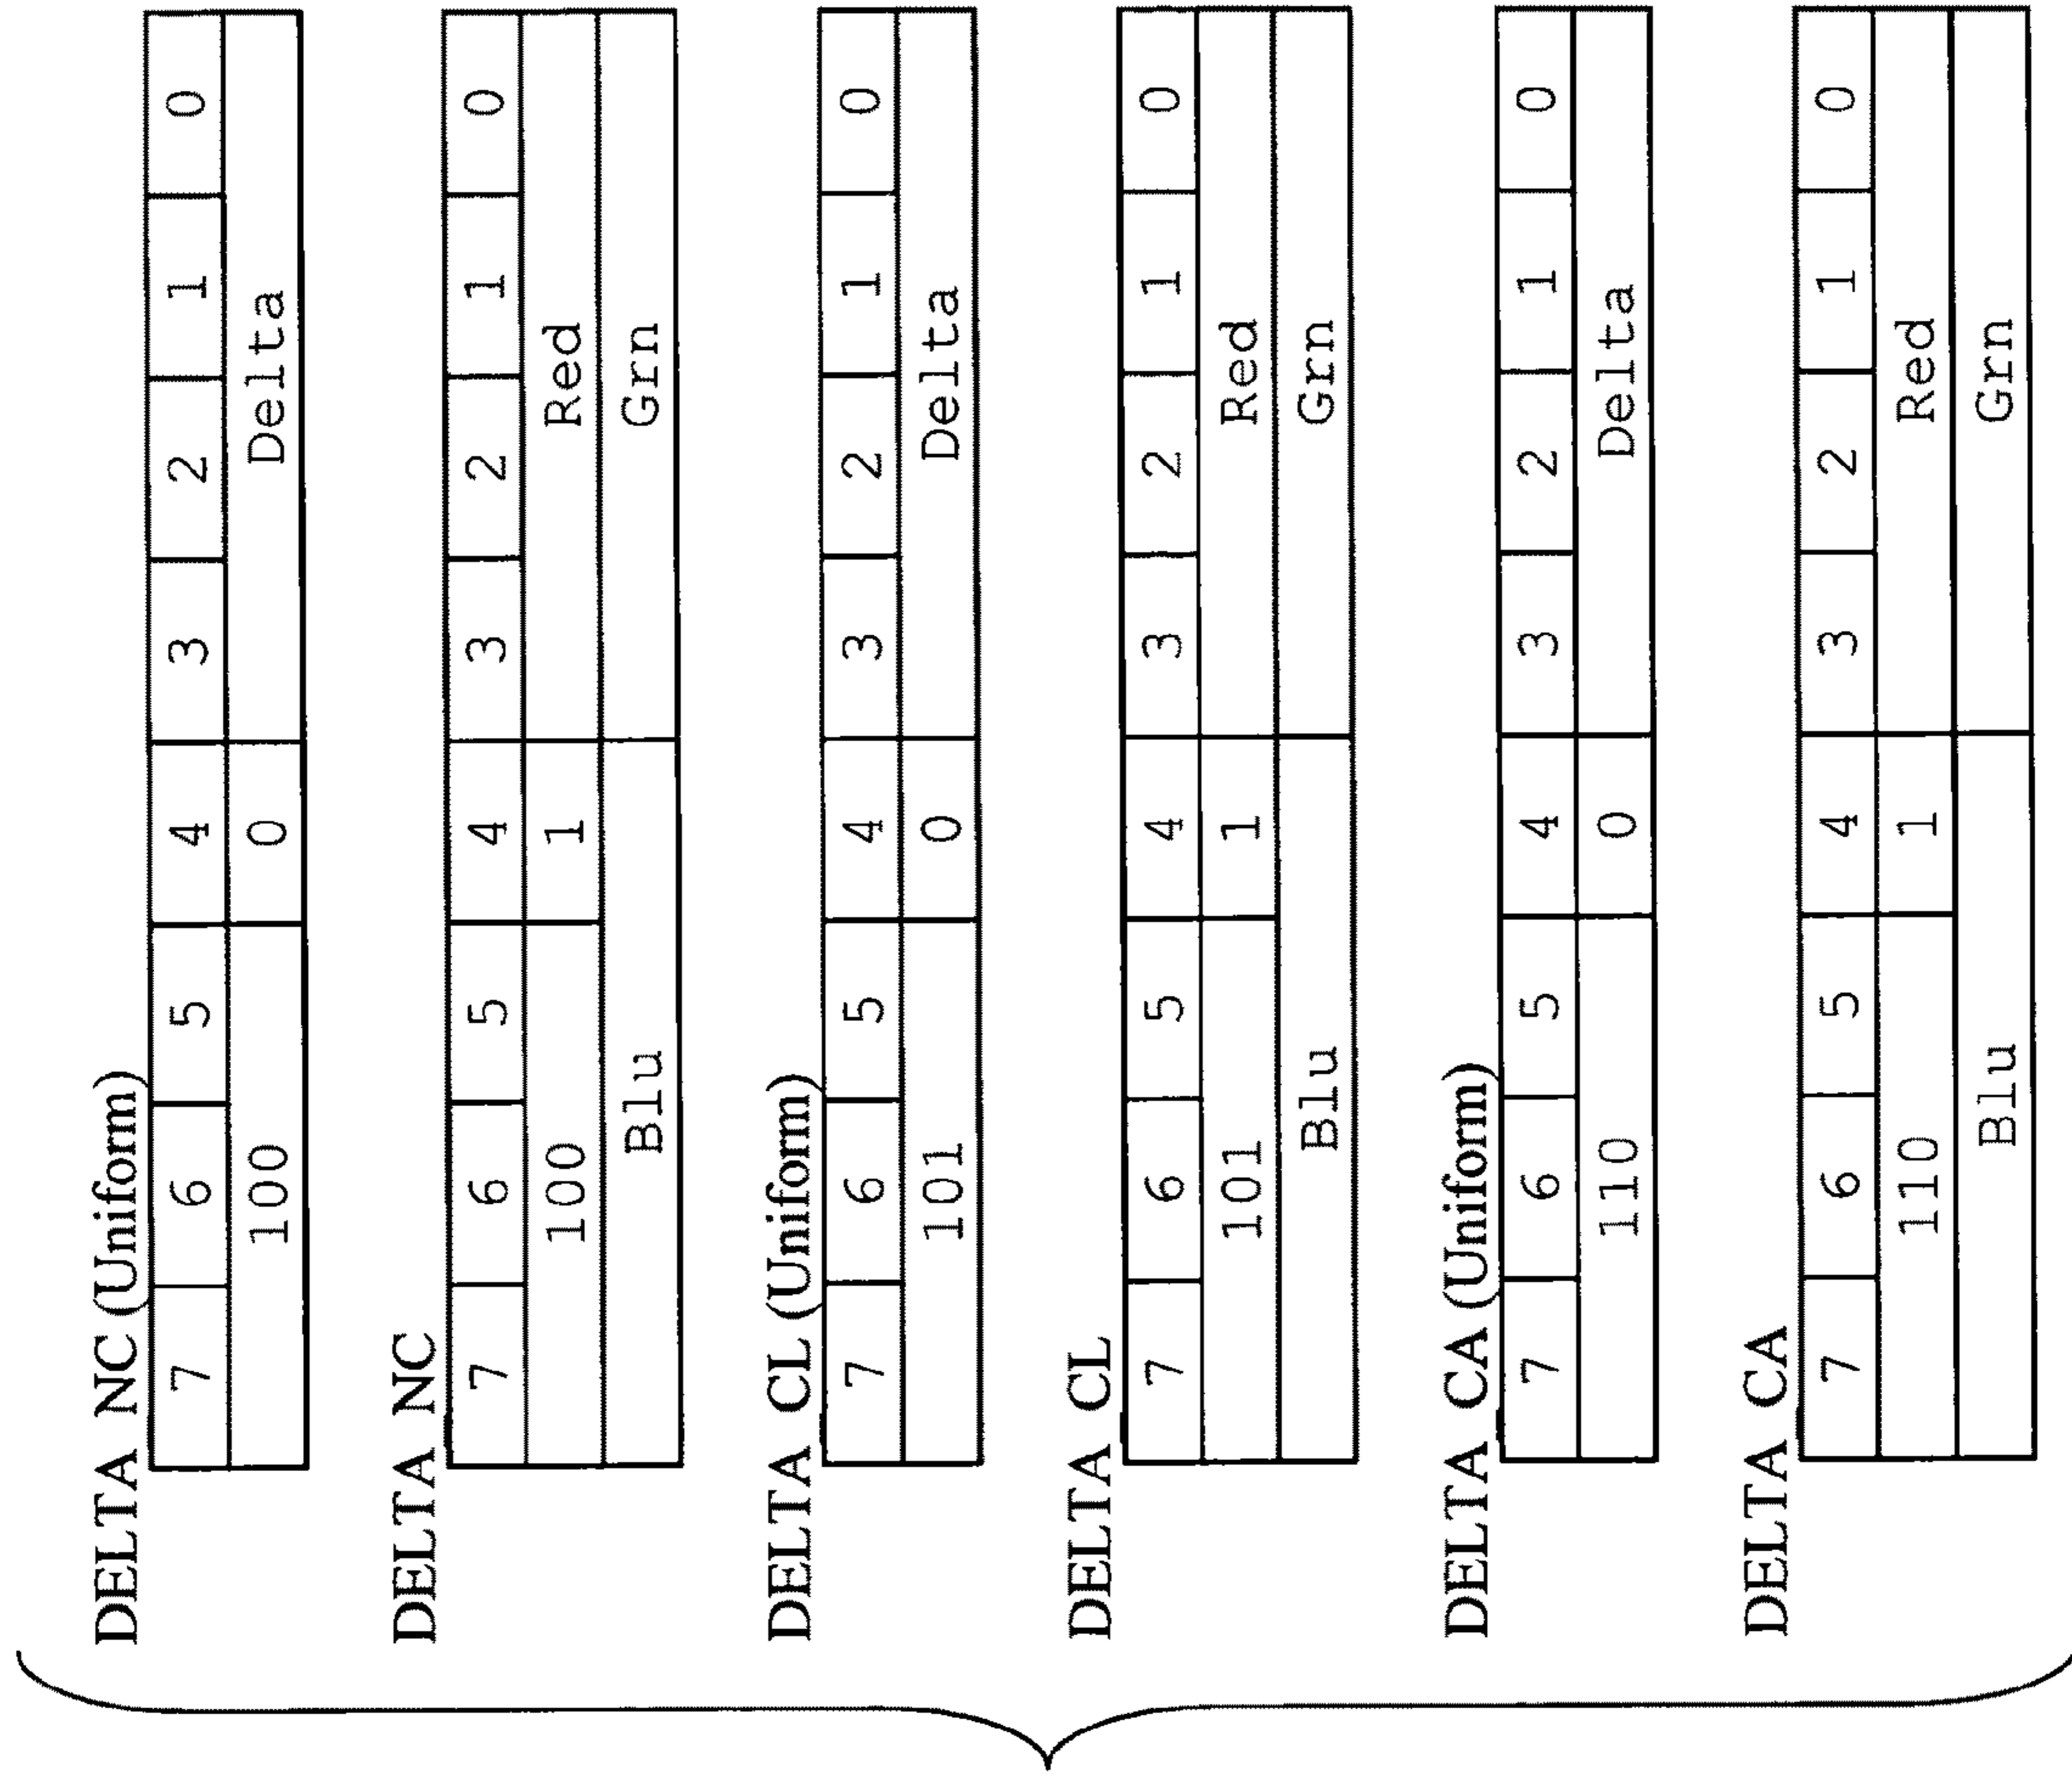 DELTA NC (Uniform)
7 6 5 4 3 2 1 0
100 0 Delta
DELTA NC
7 6 5 4 3 2 1 0
100 1 Red
Blu Grn
DELTA CL (Uniform)
7 6 5 4 3 2 1 0
101 0 Delta
DELTA CL
7 6 5 4 3 2 1 0
101 1 Red
Blu Grn
DELTA CA (Uniform)
7 6 5 4 3 2 1 0
110 0 Delta
DELTA CA
7 6 5 4 3 2 1 0
110 1 Red
Blu Grn